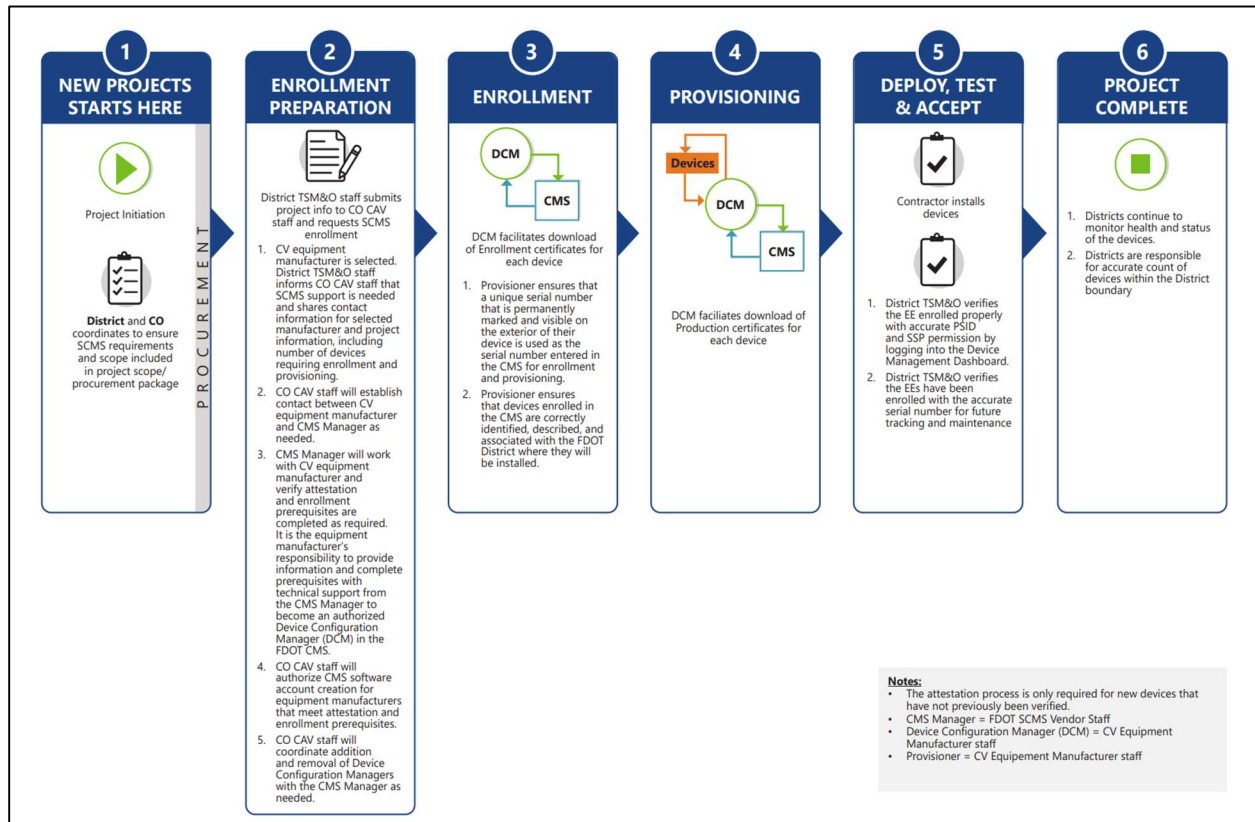 1
NEW PROJECTS
STARTS HERE
Project Initiation
District and CO
coordinates to ensure
SCMS requirements
and scope included
in project scope/
procurement package
PROCUREMENT
2
ENROLLMENT
PREPARATION
District TSM&O staff submits
project info to CO CAV
staff and requests SCMS
enrollment
1. CV equipment
manufacturer is selected.
District TSM&O staff
informs CO CAV staff that
SCMS support is needed
and shares contact
information for selected
manufacturer and project
information, including
number of devices
requiring enrollment and
provisioning.
2. CO CAV staff will establish
contact between CV
equipment manufacturer
and CMS Manager as
needed.
3. CMS Manager will work
with CV equipment
manufacturer and
verify attestation
and enrollment
prerequisites are
completed as required.
It is the equipment
manufacturer's
responsibility to provide
information and complete
prerequisites with
technical support from
the CMS Manager to
become an authorized
Device Configuration
Manager (DCM) in the
FDOT CMS.
4. CO CAV staff will
authorize CMS software
account creation for
equipment manufacturers
that meet attestation and
enrollment prerequisites.
5. CO CAV staff will
coordinate addition
and removal of Device
Configuration Managers
with the CMS Manager as
needed.
3
ENROLLMENT
DCM
CMS
DCM facilitates download
of Enrollment certificates for
each device
1. Provisioner ensures that
a unique serial number
that is permanently
marked and visible on
the exterior of their
device is used as the
serial number entered in
the CMS for enrollment
and provisioning.
2. Provisioner ensures
that devices enrolled in
the CMS are correctly
identified, described, and
associated with the FDOT
District where they will
be installed.
4
PROVISIONING
Devices
DCM
CMS
DCM faciliates download of
Production certificates for
each device
5
DEPLOY, TEST
& ACCEPT
Contractor installs
devices
1. District TSM&O verifies
the EE enrolled properly
with accurate PSID
and SSP permission by
logging into the Device
Management Dashboard.
2. District TSM&O verifies
the EEs have been
enrolled with the accurate
serial number for future
tracking and maintenance
6
PROJECT
COMPLETE
1. Districts continue to
monitor health and status
of the devices.
2. Districts are responsible
for accurate count of
devices within the District
boundary
Notes:
• The attestation process is only required for new devices that
have not previously been verified.
• CMS Manager = FDOT SCMS Vendor Staff
• Device Configuration Manager (DCM) = CV Equipment
Manufacturer staff
• Provisioner = CV Equipement Manufacturer staff